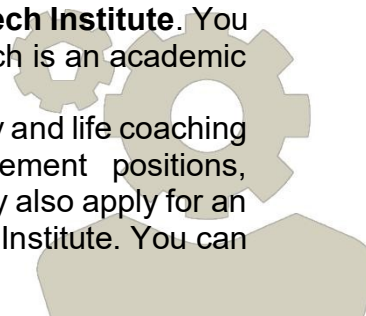 ech Institute. You
ch is an academic
y and life coaching
ement positions,
y also apply for an
Institute. You can